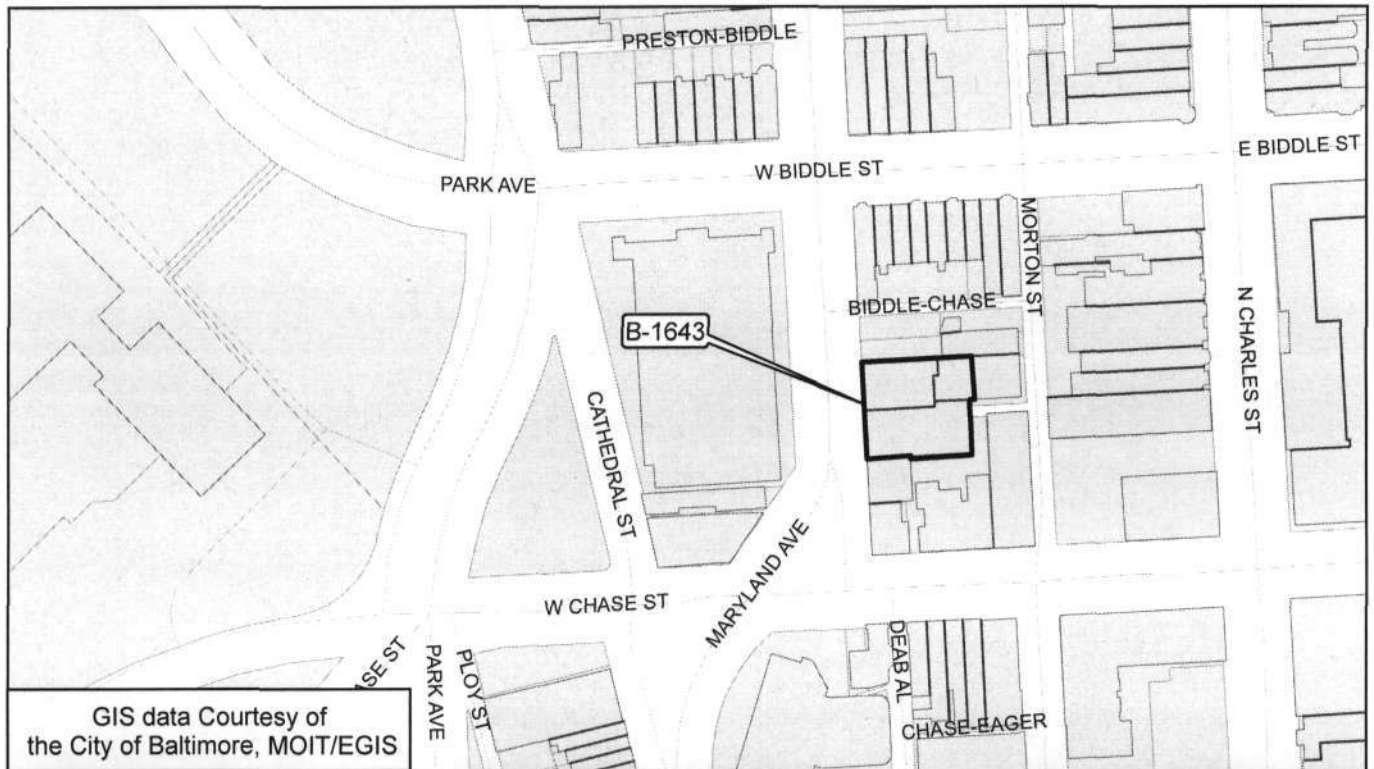 PRESTON-BIDDLE
E BIDDLE ST
W BIDDLE ST
PARK AVE
MORTON ST
BIDDLE-CHASE
B-1643
N CHARLES ST
CATHEDRAL ST
MARYLAND AVE
W CHASE ST
ASE ST
PARK AVE
PLOY ST
DEAB AL
CHASE-EAGER
GIS data Courtesy of
the City of Baltimore, MOIT/EGIS